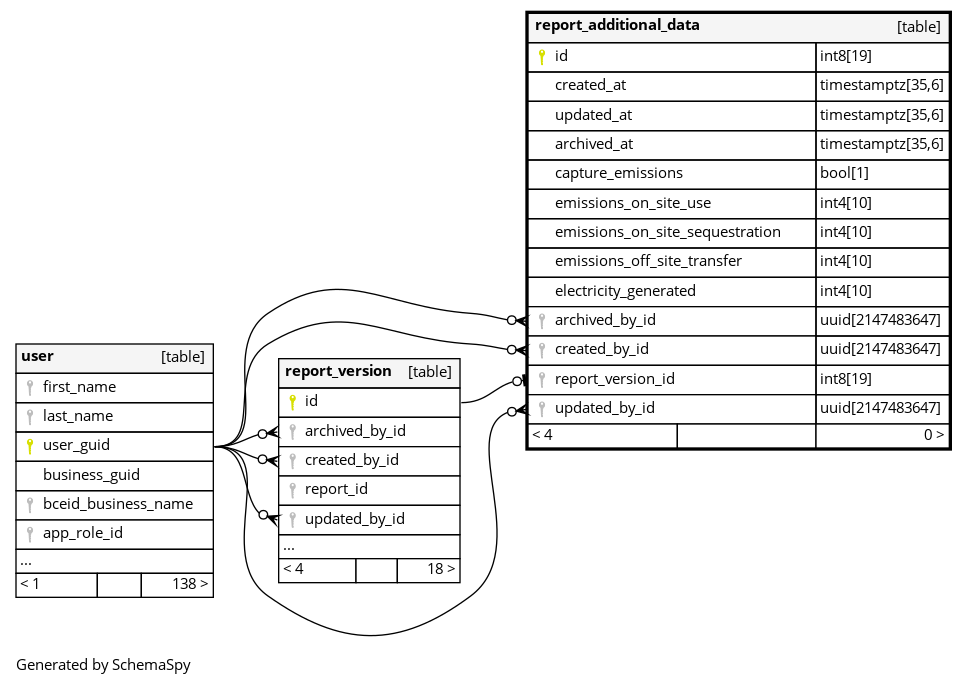 report_additional_data [table]
id int8[19]
created_at timestamptz[35,6]
updated_at timestamptz[35,6]
archived_at timestamptz[35,6]
capture_emissions bool[1]
emissions_on_site_use int4[10]
emissions_on_site_sequestration int4[10]
emissions_off_site_transfer int4[10]
electricity_generated int4[10]
archived_by_id uuid[2147483647]
created_by_id uuid[2147483647]
report_version_id int8[19]
updated_by_id uuid[2147483647]
< 4 0 >
user [table]
first_name
last_name
user_guid
business_guid
bceid_business_name
app_role_id
...
< 1 138 >
report_version [table]
id
archived_by_id
created_by_id
report_id
updated_by_id
...
< 4 18 >
Generated by SchemaSpy